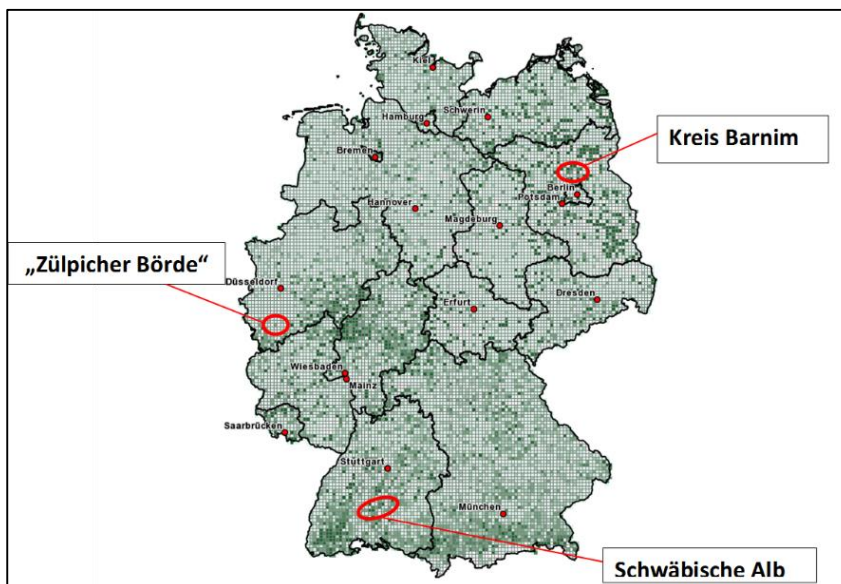 Kiel
Schwerin
Hamburg
Kreis Barnim
Bremen
Berlin
Potsdam
Hannover
Magdeburg
„Zülpicher Börde“
Düsseldorf
Erfurt
Dresden
Wiesbaden
Mainz
Saarbrücken
Stuttgart
München
Schwäbische Alb